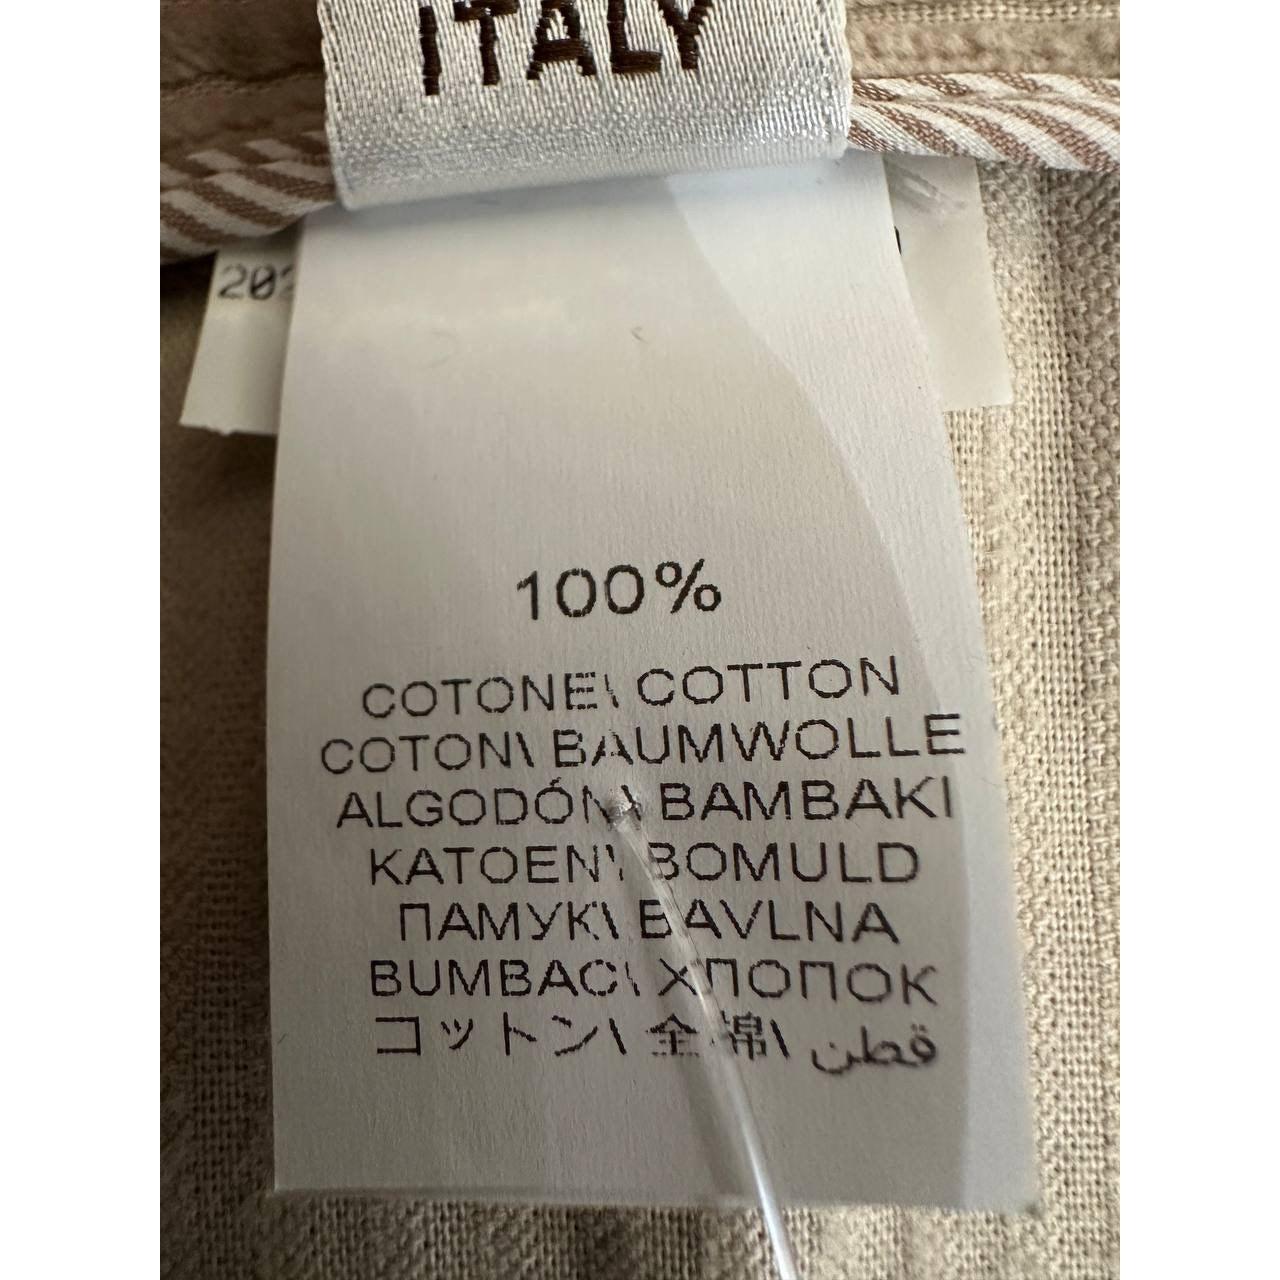 ITALY
100%
COTONE\ COTTON
COTON\ BAUMWOLLE
ALGODÓN\ BAMBAKI
KATOEN\ BOMULD
ПАМУК\ BAVLNA
BUMBAC\ ХЛОПОК
コットン\ 全棉\ قطن